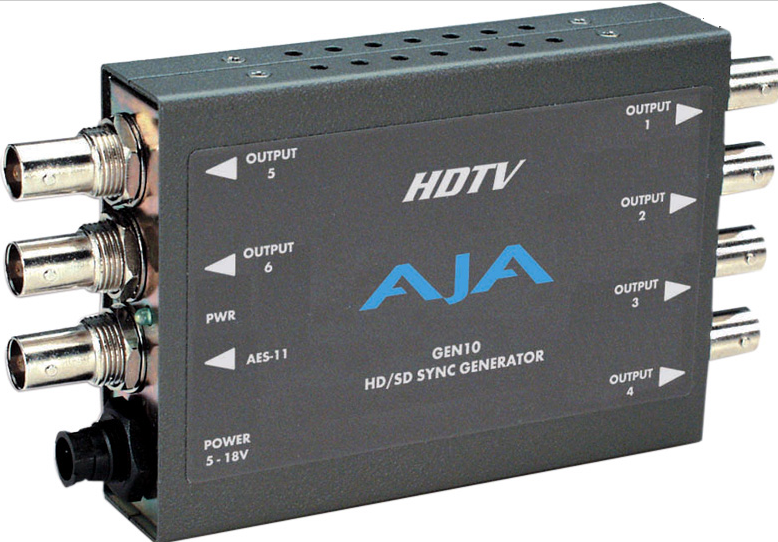 OUTPUT
5
OUTPUT
6
PWR
AES-11
POWER
5 - 18V
HDTV
AJA
GEN10
HD/SD SYNC GENERATOR
OUTPUT
1
OUTPUT
2
OUTPUT
3
OUTPUT
4